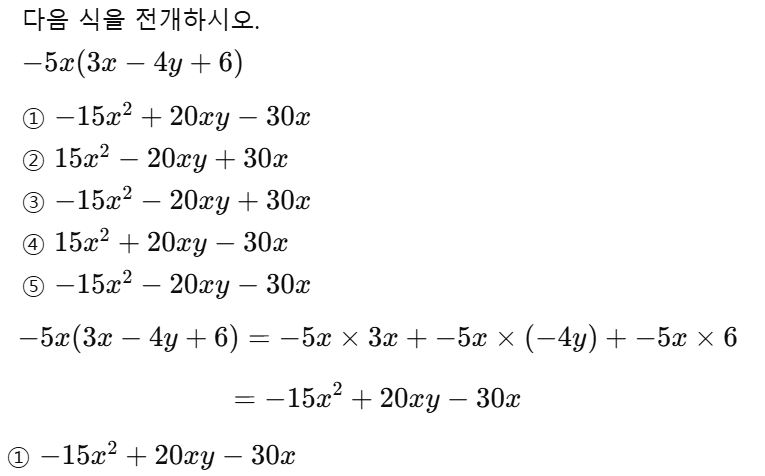 다음 식을 전개하시오.
−5x(3x − 4y + 6)
① −15x² + 20xy − 30x
② 15x² − 20xy + 30x
③ −15x² − 20xy + 30x
④ 15x² + 20xy − 30x
⑤ −15x² − 20xy − 30x
−5x(3x − 4y + 6) = −5x × 3x + −5x × (−4y) + −5x × 6
= −15x² + 20xy − 30x
① −15x² + 20xy − 30x